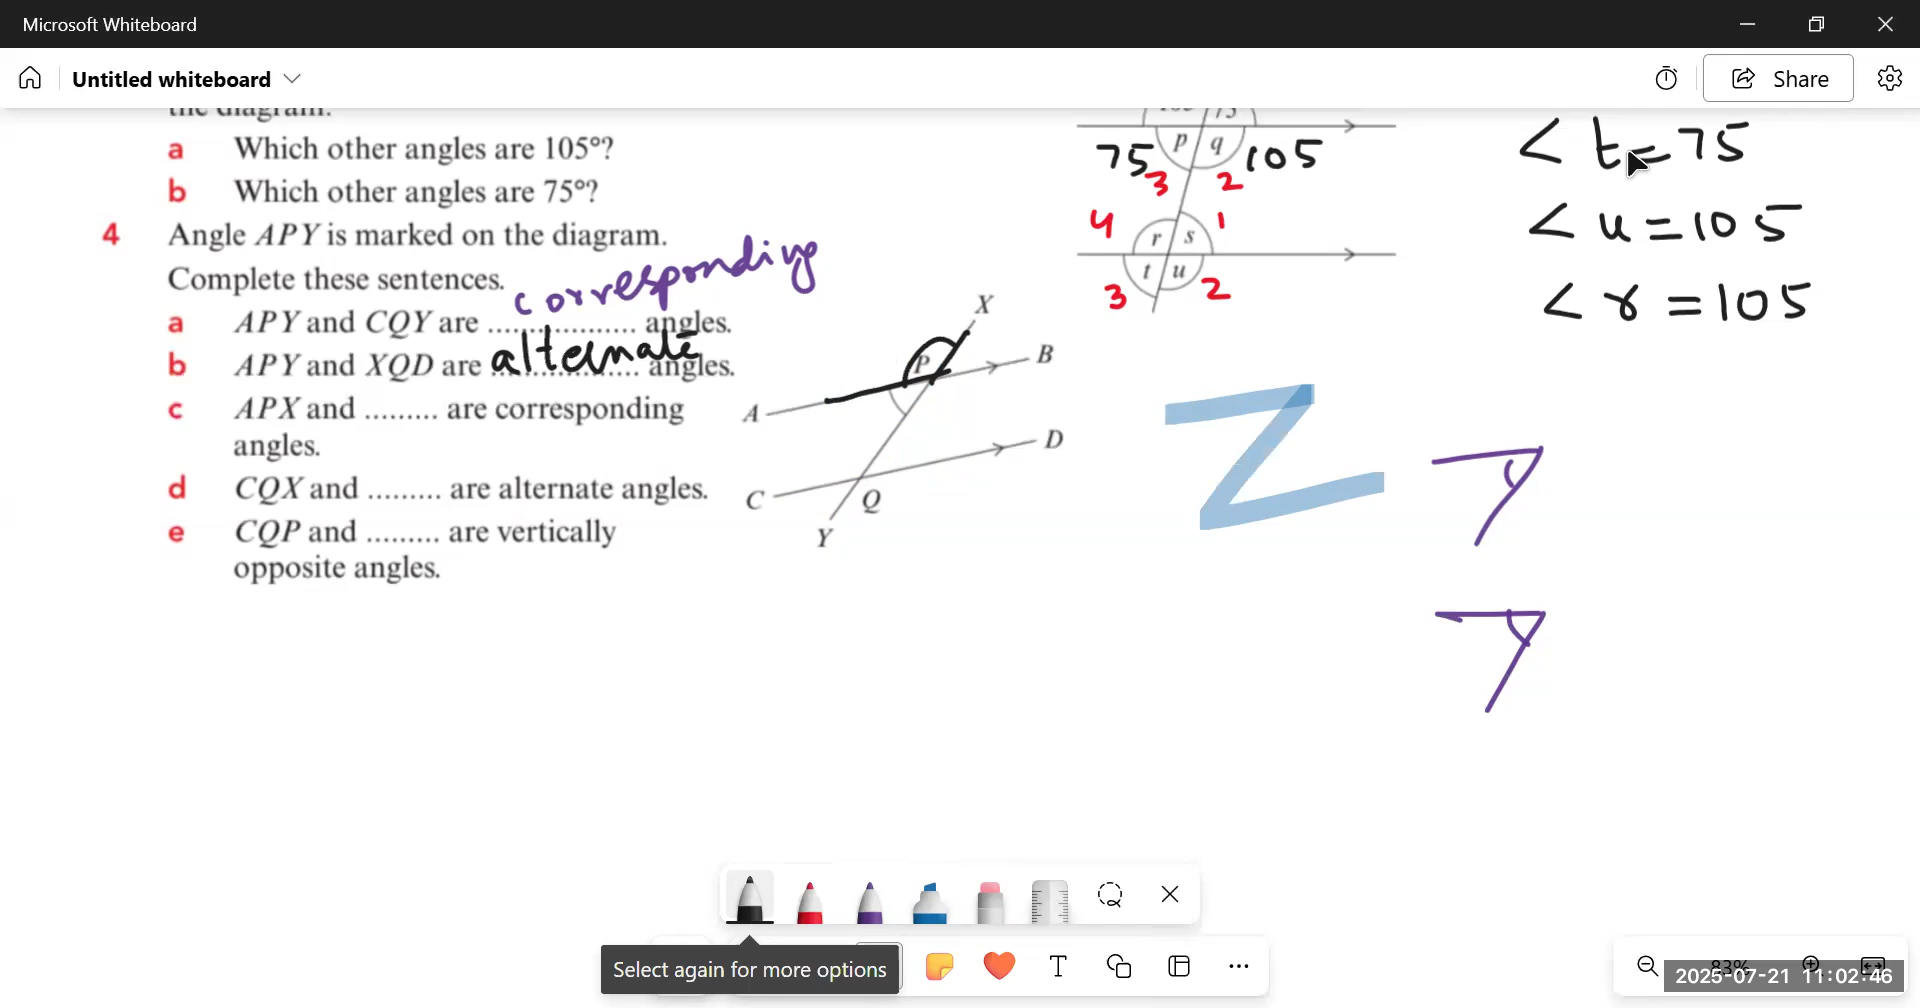 Microsoft Whiteboard
Untitled whiteboard
Share
the diagram.
a Which other angles are 105°?
b Which other angles are 75°?
4 Angle APY is marked on the diagram.
Complete these sentences.
corresponding
a APY and CQY are .................. angles.
alternate
b APY and XQD are .................. angles.
c APX and ......... are corresponding
angles.
d CQX and ......... are alternate angles.
e CQP and ......... are vertically
opposite angles.
75 p q 105
3 2
4 1
r s
t u
3 2
X
P B
A
D
C Q
Y
< t = 75
< u = 105
< r = 105
Z
Select again for more options
83%
2025-07-21 11:02:46